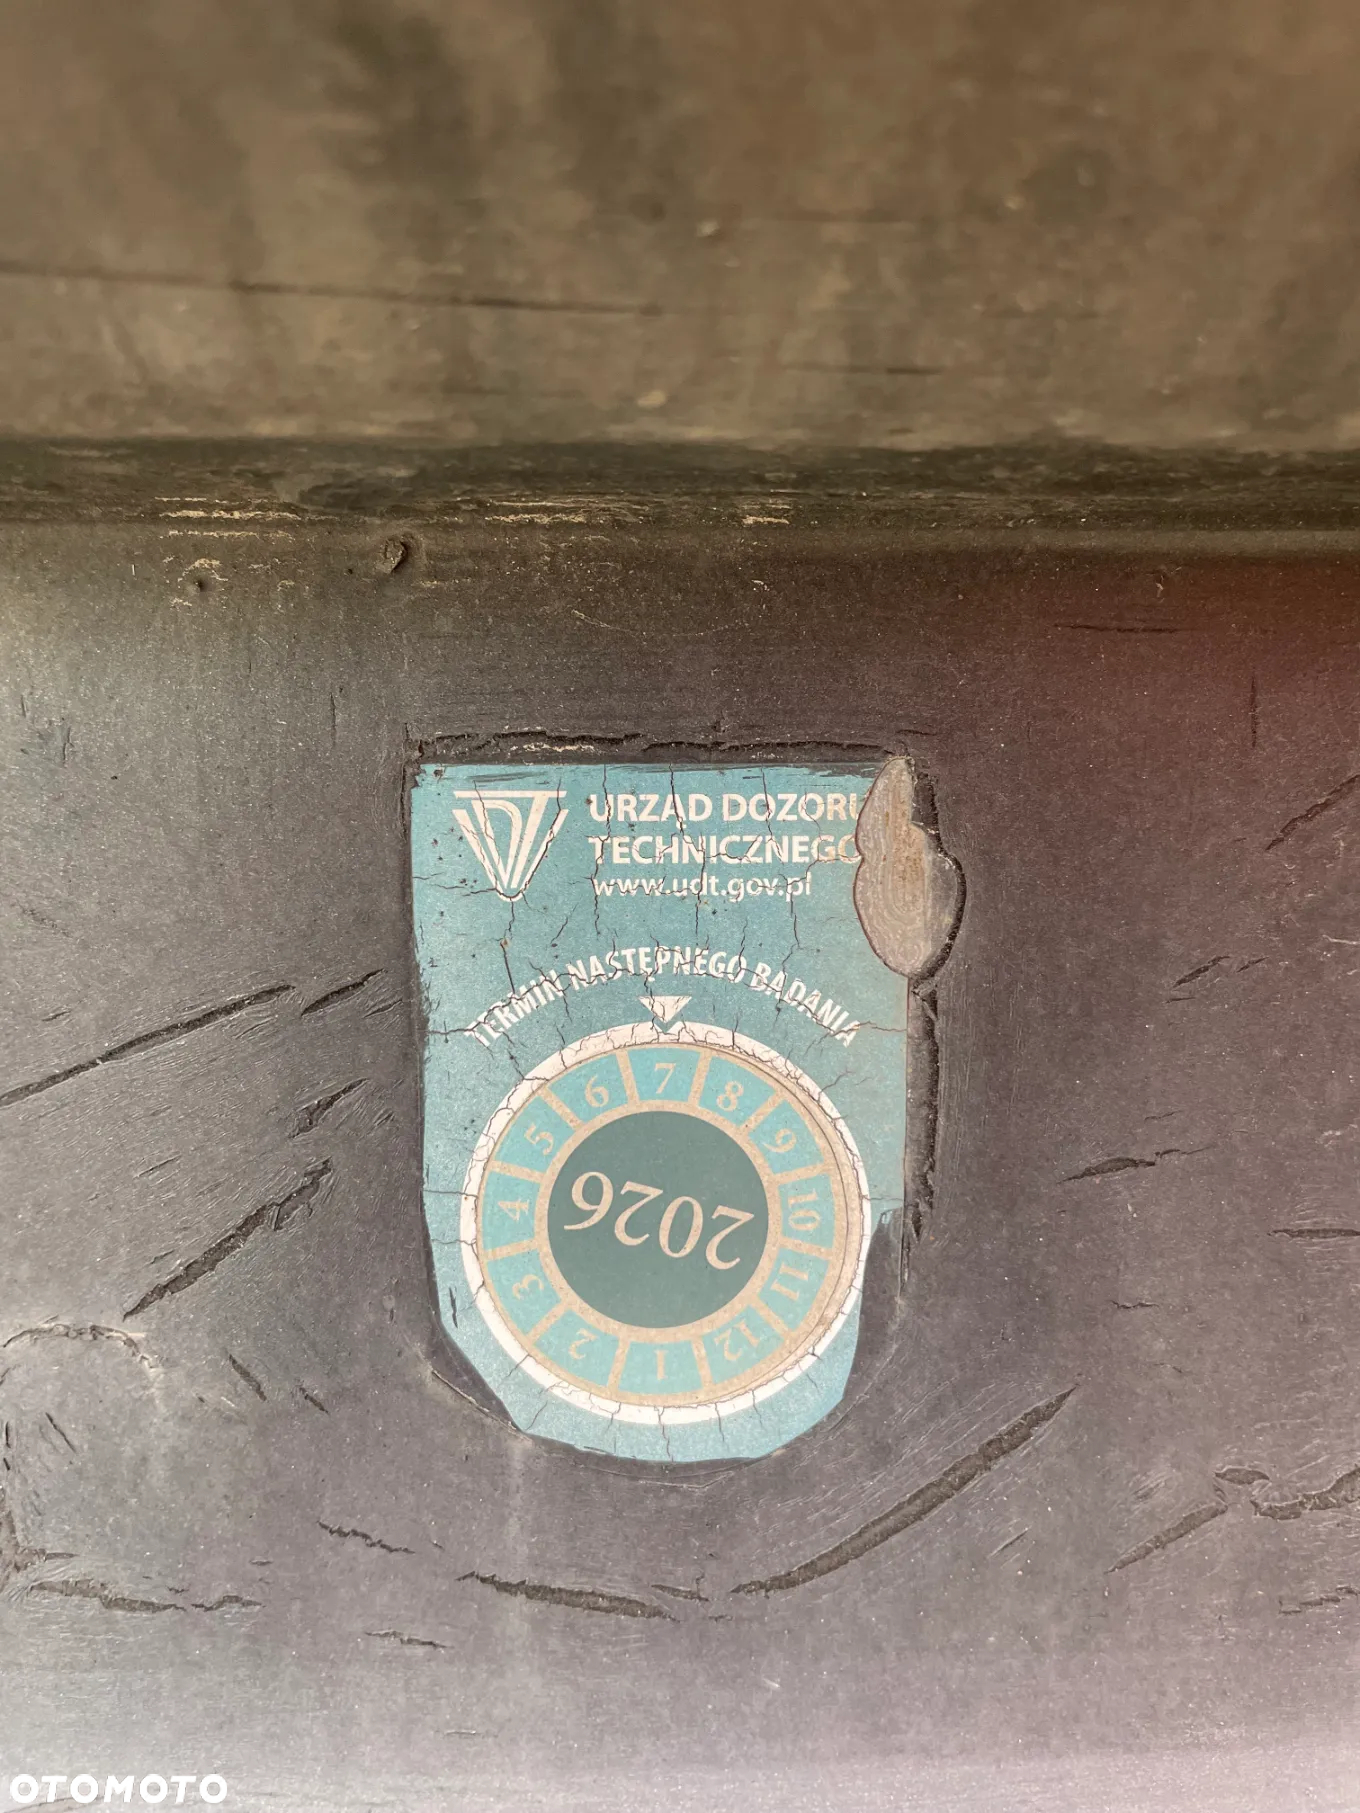 URZĄD DOZORU
TECHNICZNEGO
www.udt.gov.pl
TERMIN NASTĘPNEGO BADANIA
1 2 3 4 5 6 7 8 9 10 11 12
2026
OTOMOTO